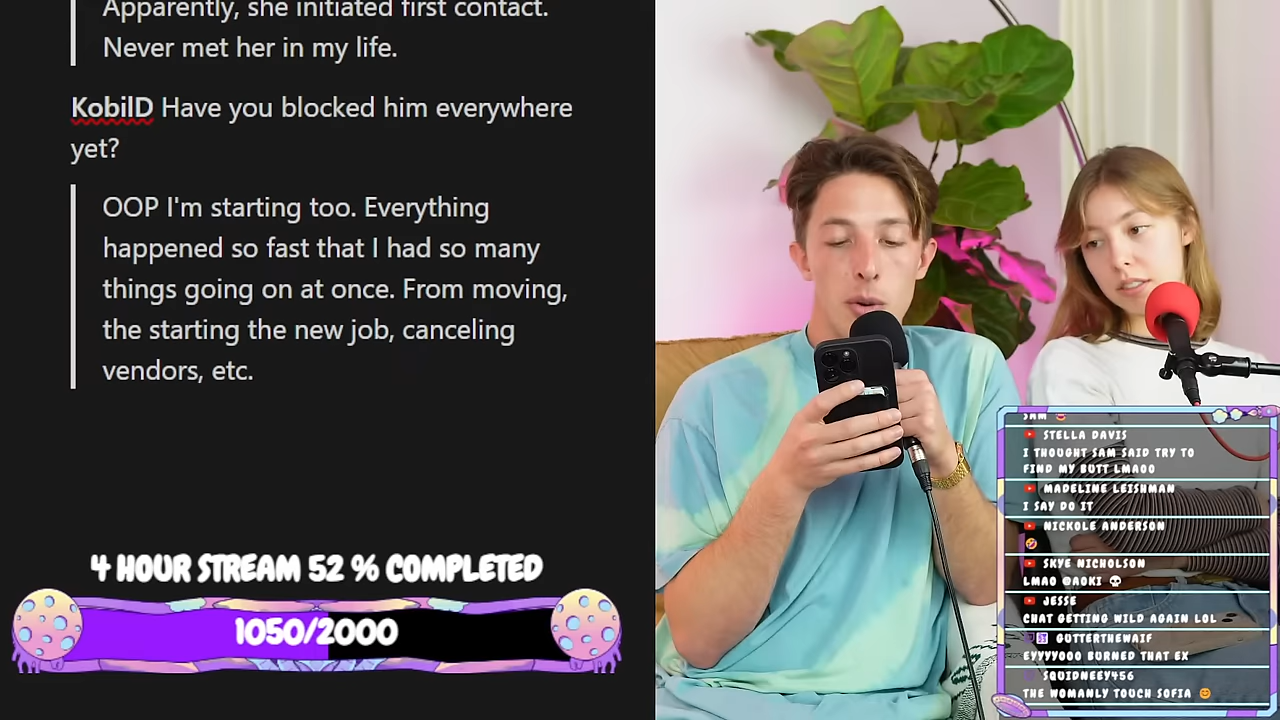 Apparently, she initiated first contact.
Never met her in my life.
KobilD Have you blocked him everywhere
yet?
OOP I'm starting too. Everything
happened so fast that I had so many
things going on at once. From moving,
the starting the new job, canceling
vendors, etc.
4 HOUR STREAM 52 % COMPLETED
1050/2000
SAM
STELLA DAVIS
I THOUGHT SAM SAID TRY TO
FIND MY BUTT LMAOO
MADELINE LEISHMAN
I SAY DO IT
NICKOLE ANDERSON
SKYE NICHOLSON
LMAO @AOKI
JESSE
CHAT GETTING WILD AGAIN LOL
GUTTERTHEWAIF
EYYYYOOO BURNED THAT EX
SQUIDNEEY456
THE WOMANLY TOUCH SOFIA